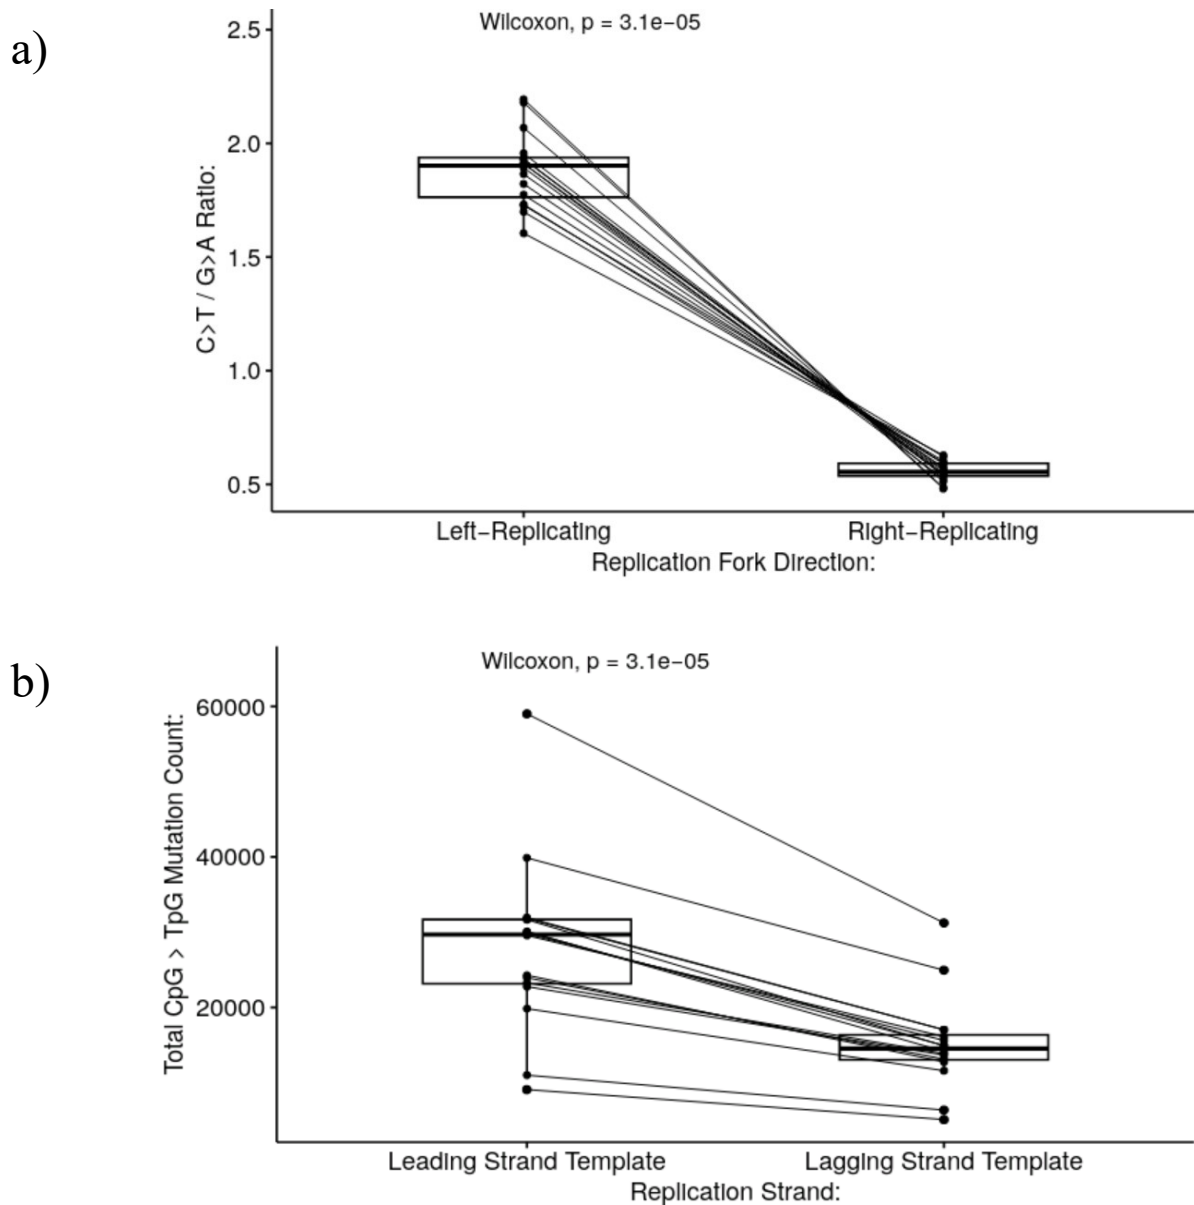 a)
Wilcoxon, p = 3.1e−05
C>T / G>A Ratio:
2.5
2.0
1.5
1.0
0.5
Left−Replicating
Right−Replicating
Replication Fork Direction:
b)
Wilcoxon, p = 3.1e−05
Total CpG > TpG Mutation Count:
60000
40000
20000
Leading Strand Template
Lagging Strand Template
Replication Strand: